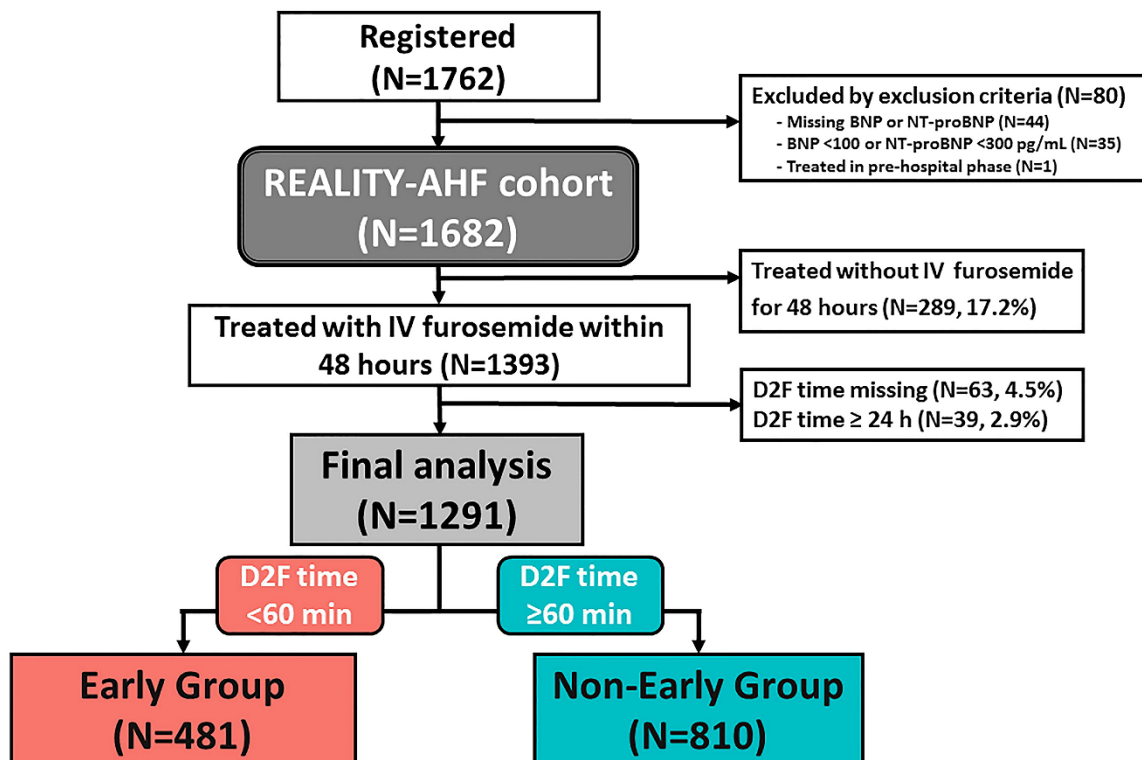 Registered
(N=1762)
Excluded by exclusion criteria (N=80)
- Missing BNP or NT-proBNP (N=44)
- BNP <100 or NT-proBNP <300 pg/mL (N=35)
- Treated in pre-hospital phase (N=1)
REALITY-AHF cohort
(N=1682)
Treated without IV furosemide
for 48 hours (N=289, 17.2%)
Treated with IV furosemide within
48 hours (N=1393)
D2F time missing (N=63, 4.5%)
D2F time ≥ 24 h (N=39, 2.9%)
Final analysis
(N=1291)
D2F time
<60 min
D2F time
≥60 min
Early Group
(N=481)
Non-Early Group
(N=810)